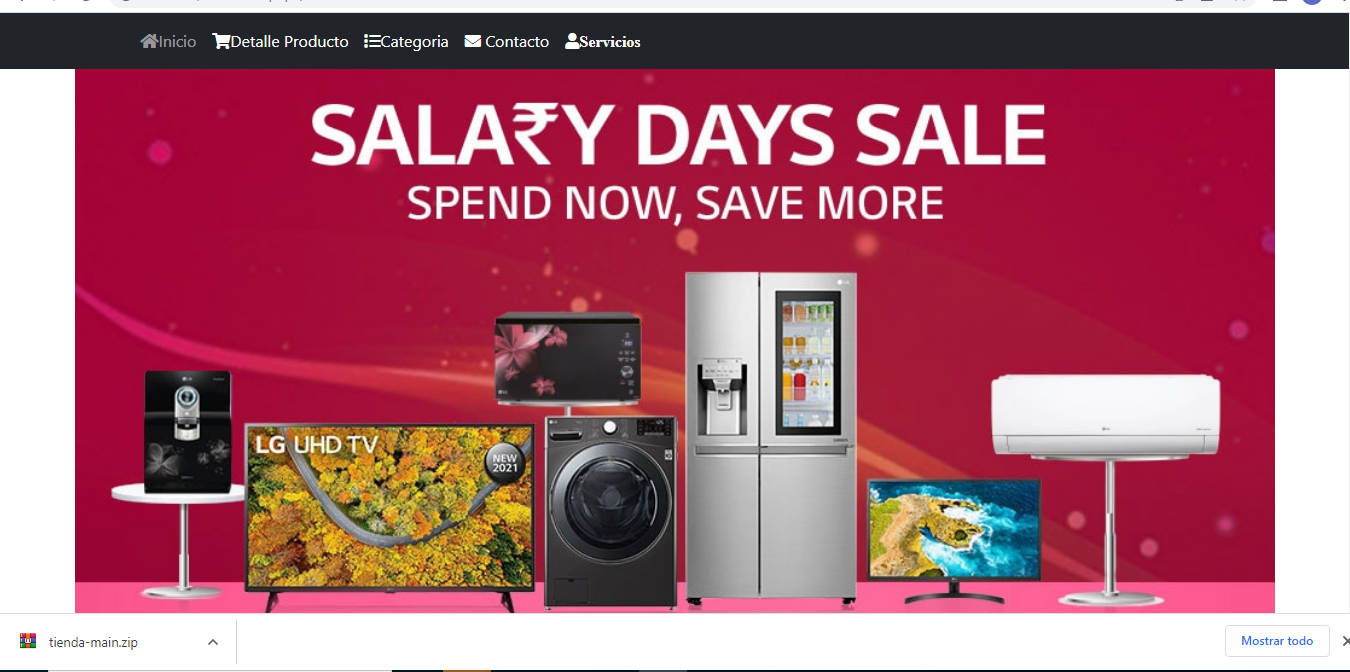 Inicio Detalle Producto Categoria Contacto Servicios
SALA₹Y DAYS SALE
SPEND NOW, SAVE MORE
LG UHD TV
NEW
2021
LG
tienda-main.zip
Mostrar todo